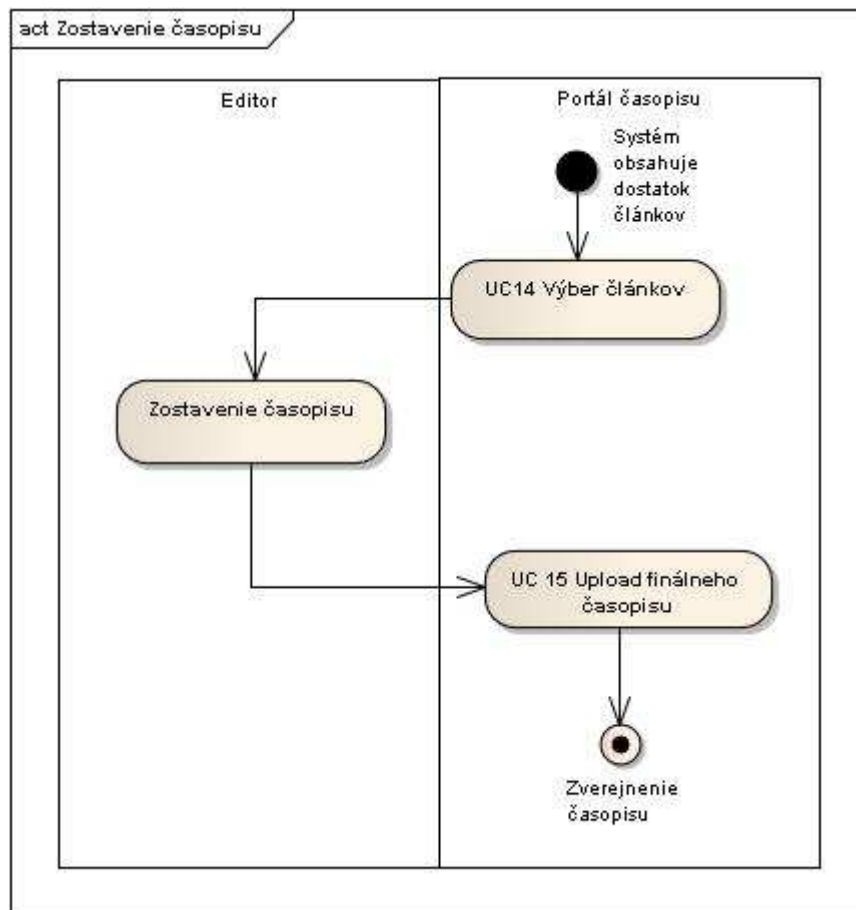 act Zostavenie časopisu
Editor
Portál časopisu
Systém
obsahuje
dostatok
článkov
UC14 Výber článkov
Zostavenie časopisu
UC 15 Upload finálneho
časopisu
Zverejnenie
časopisu